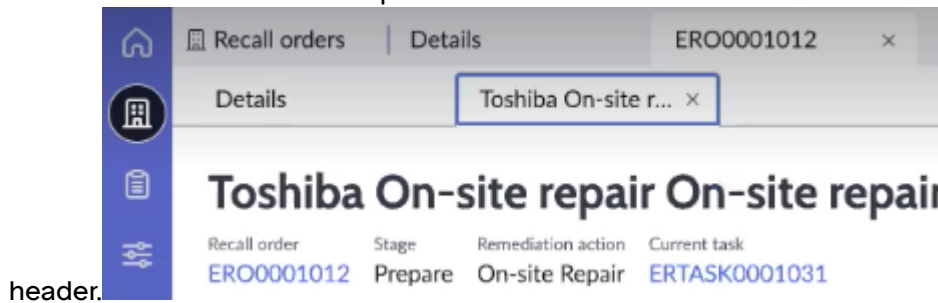 Recall orders Details ERO0001012 ×
Details Toshiba On-site r... ×
Toshiba On-site repair On-site repair
Recall order Stage Remediation action Current task
ERO0001012 Prepare On-site Repair ERTASK0001031
header.